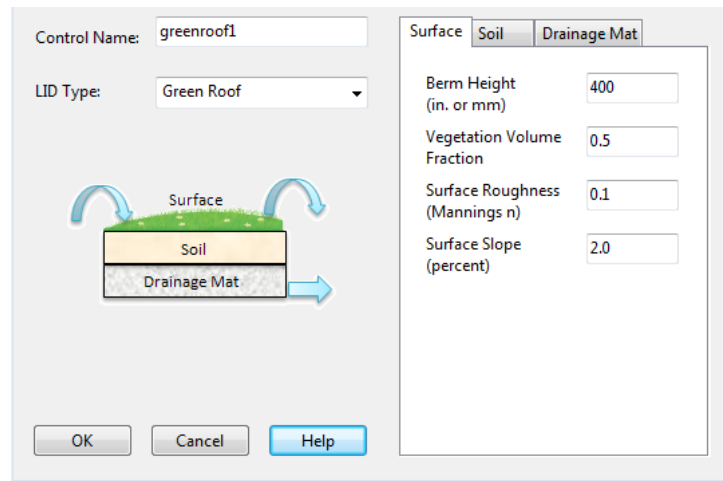 Control Name: greenroof1
LID Type: Green Roof
Surface
Soil
Drainage Mat
OK Cancel Help
Surface Soil Drainage Mat
Berm Height
(in. or mm)
400
Vegetation Volume
Fraction
0.5
Surface Roughness
(Mannings n)
0.1
Surface Slope
(percent)
2.0